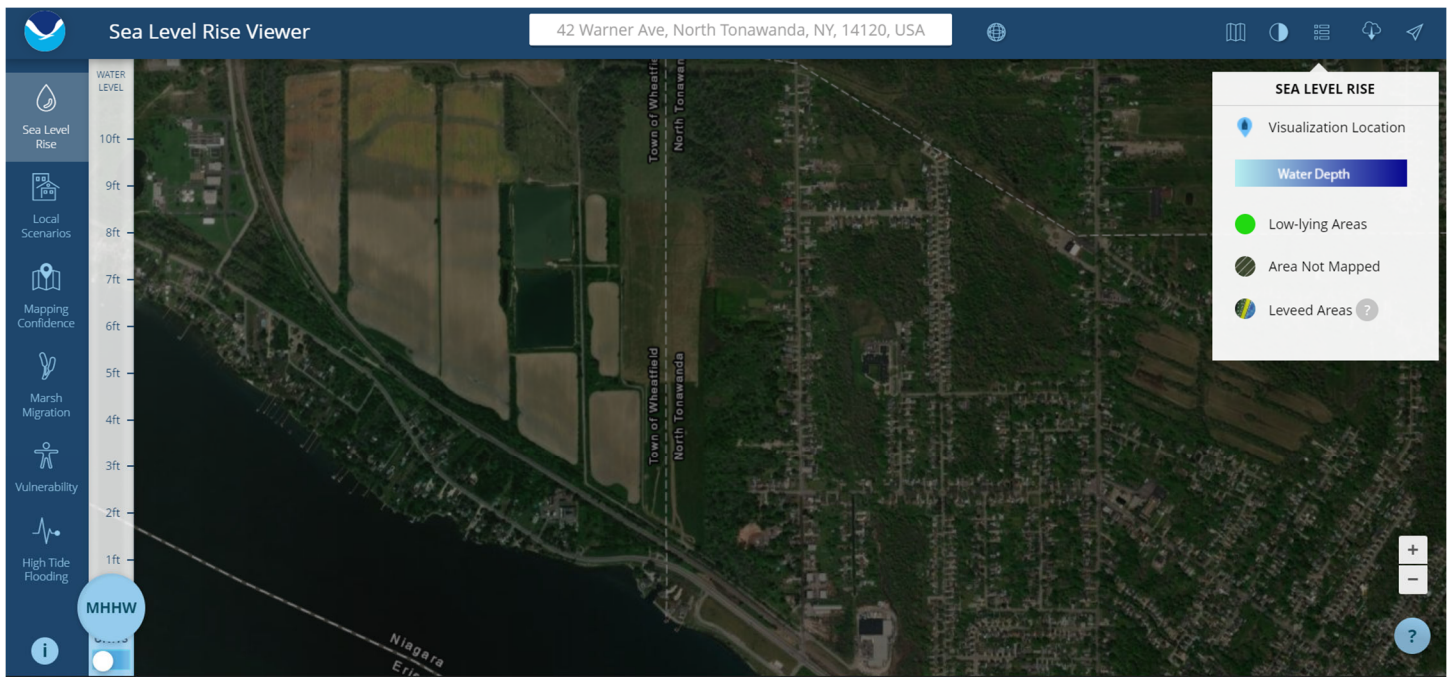 Sea Level Rise Viewer
42 Warner Ave, North Tonawanda, NY, 14120, USA
Sea Level
Rise
Local
Scenarios
Mapping
Confidence
Marsh
Migration
Vulnerability
High Tide
Flooding
i
WATER
LEVEL
10ft
9ft
8ft
7ft
6ft
5ft
4ft
3ft
2ft
1ft
MHHW
Town of Wheatfield
North Tonawanda
Town of Wheatfield
North Tonawanda
Niagara
Erie
SEA LEVEL RISE
Visualization Location
Water Depth
Low-lying Areas
Area Not Mapped
Leveed Areas ?
+
−
?